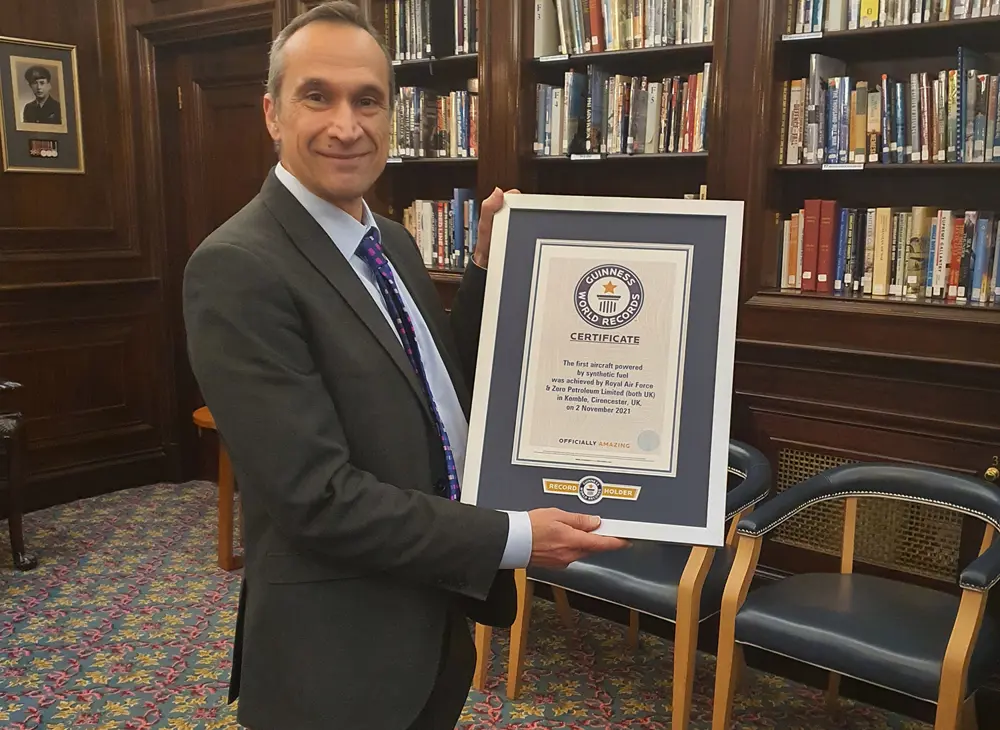 GUINNESS
WORLD RECORDS
CERTIFICATE
The first aircraft powered
by synthetic fuel
was achieved by Royal Air Force
& Zero Petroleum Limited (both UK)
in Kemble, Cirencester, UK,
on 2 November 2021
OFFICIALLY AMAZING
RECORD HOLDER